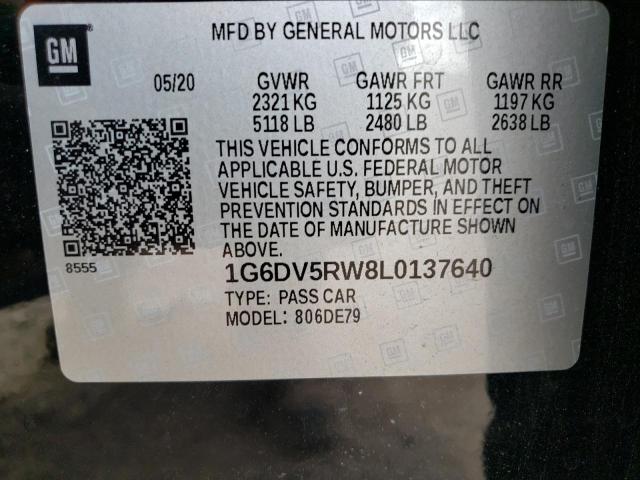 GM
MFD BY GENERAL MOTORS LLC
05/20 GVWR GAWR FRT GAWR RR
2321 KG 1125 KG 1197 KG
5118 LB 2480 LB 2638 LB
THIS VEHICLE CONFORMS TO ALL
APPLICABLE U.S. FEDERAL MOTOR
VEHICLE SAFETY, BUMPER, AND THEFT
PREVENTION STANDARDS IN EFFECT ON
THE DATE OF MANUFACTURE SHOWN
ABOVE.
8555
1G6DV5RW8L0137640
TYPE: PASS CAR
MODEL: 806DE79